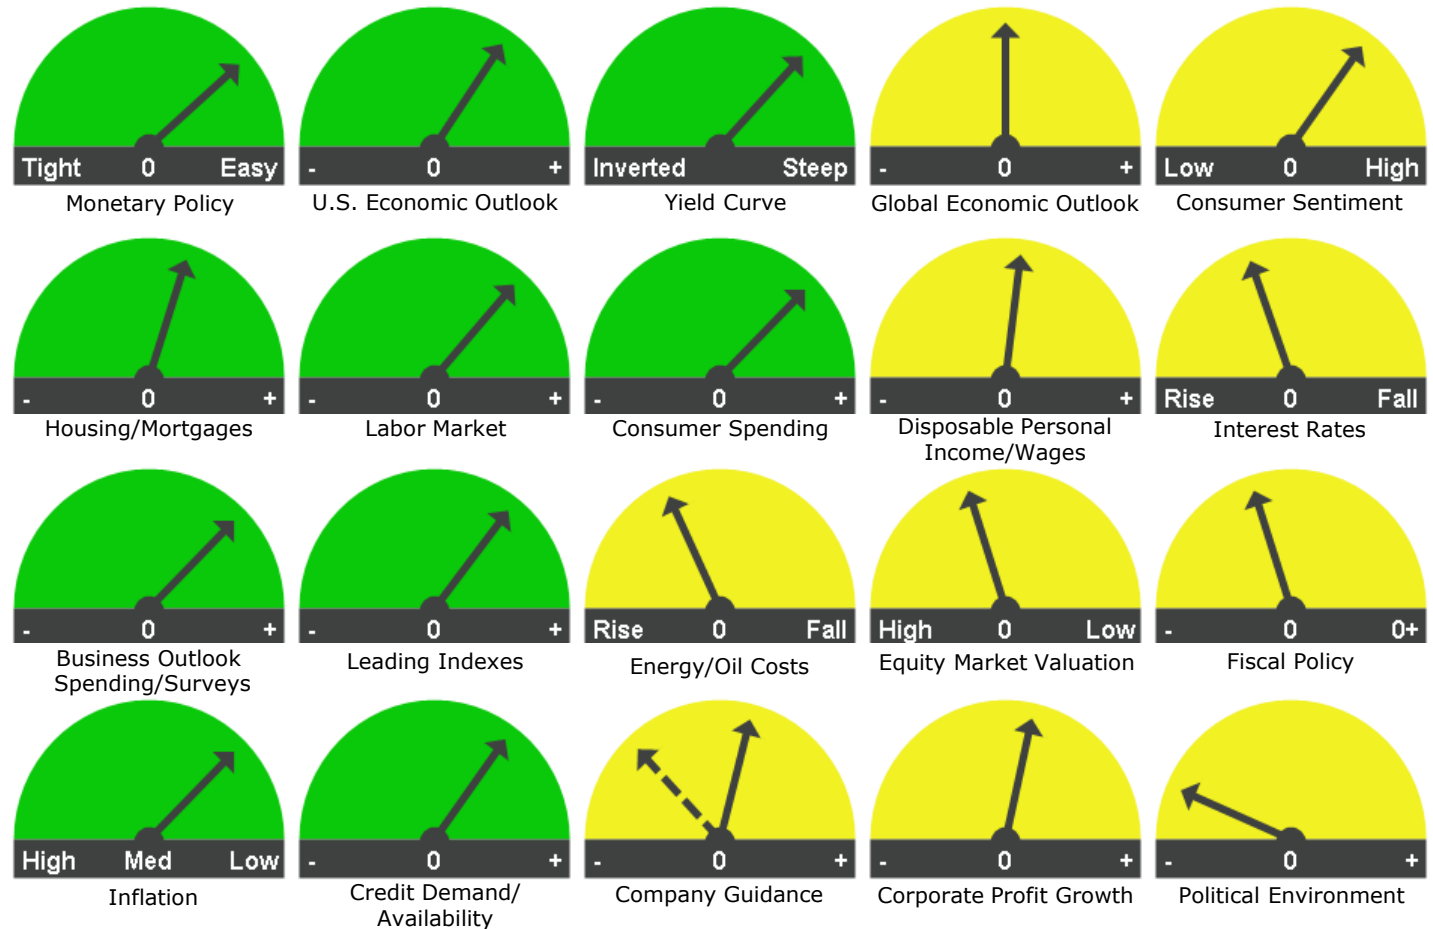 Tight 0 Easy
Monetary Policy
- 0 +
U.S. Economic Outlook
Inverted Steep
Yield Curve
- 0 +
Global Economic Outlook
Low 0 High
Consumer Sentiment
- 0 +
Housing/Mortgages
- 0 +
Labor Market
- 0 +
Consumer Spending
- 0 +
Disposable Personal
Income/Wages
Rise 0 Fall
Interest Rates
- 0 +
Business Outlook
Spending/Surveys
- 0 +
Leading Indexes
Rise 0 Fall
Energy/Oil Costs
High 0 Low
Equity Market Valuation
- 0 0+
Fiscal Policy
High Med Low
Inflation
- 0 +
Credit Demand/
Availability
- 0 +
Company Guidance
- 0 +
Corporate Profit Growth
- 0 +
Political Environment